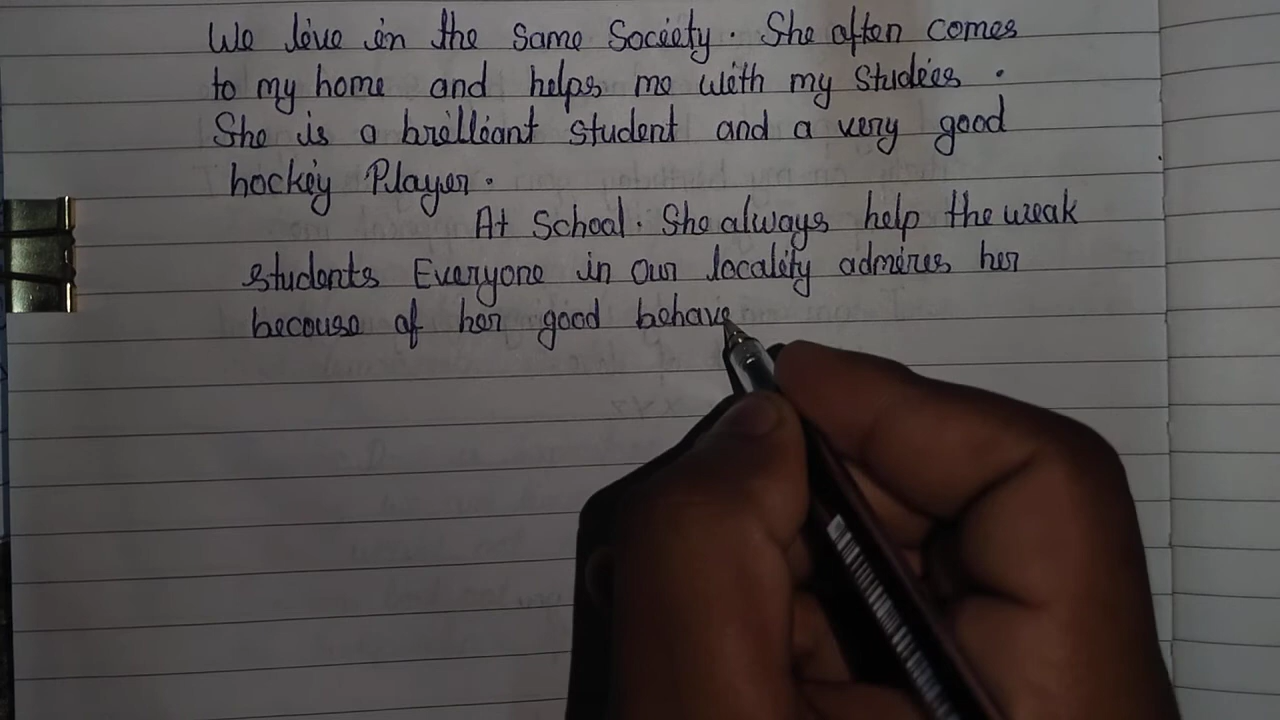 We live in the same Society. She often comes
to my home and helps me with my studies.
She is a brilliant student and a very good
hockey Player.
At School. She always help the weak
students Everyone in our locality admires her
because of her good behave